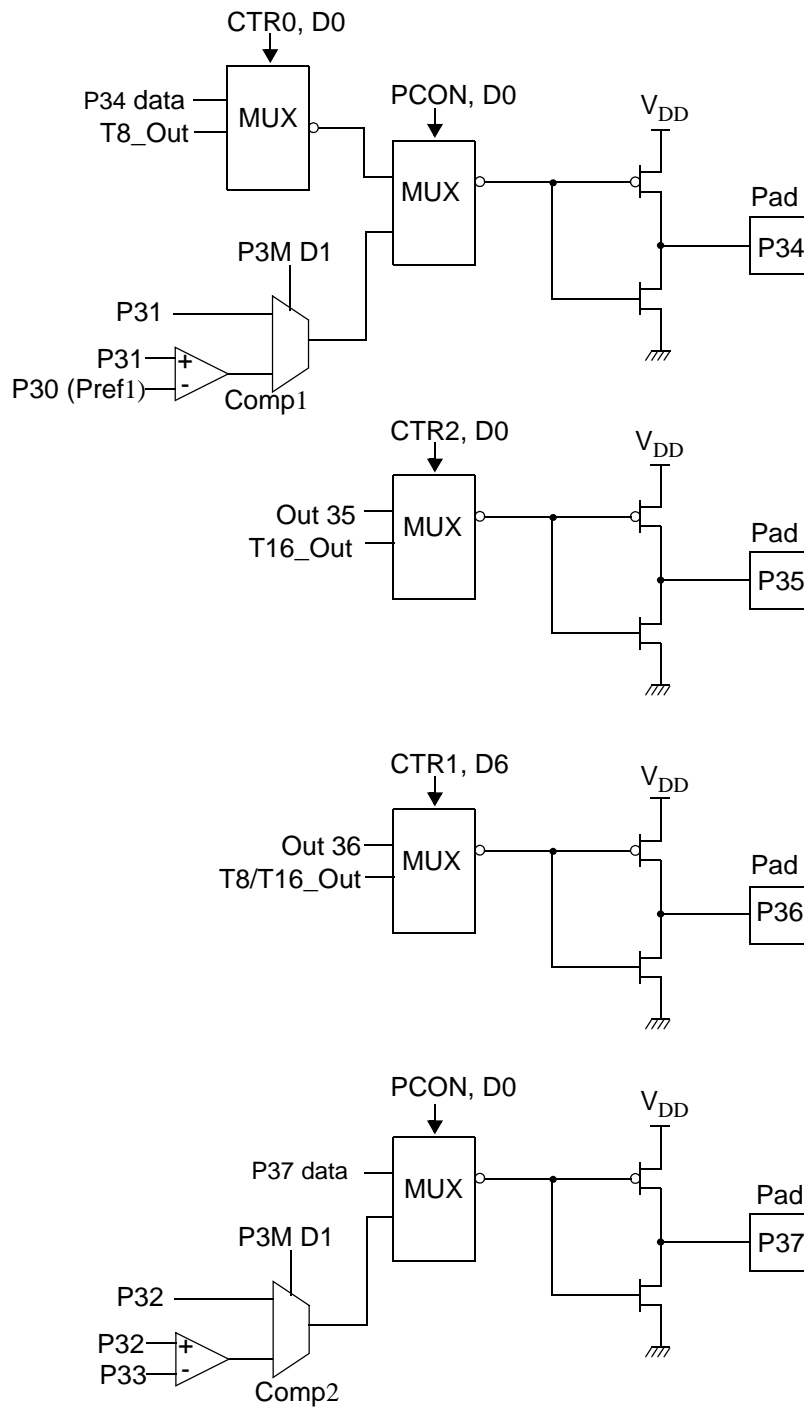 CTR0, D0
P34 data
T8_Out
MUX
PCON, D0
MUX
VDD
Pad
P34
P3M D1
P31
P31
+
P30 (Pref1)
-
Comp1
CTR2, D0
Out 35
T16_Out
MUX
VDD
Pad
P35
CTR1, D6
Out 36
T8/T16_Out
MUX
VDD
Pad
P36
PCON, D0
P37 data
MUX
VDD
Pad
P37
P3M D1
P32
P32
+
P33
-
Comp2